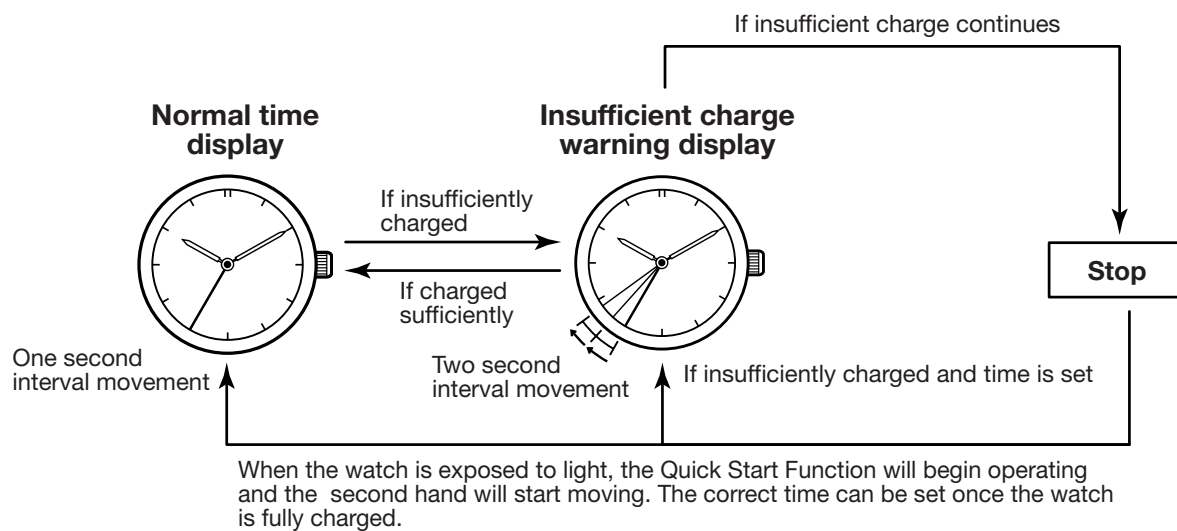 If insufficient charge continues
Normal time
display
Insufficient charge
warning display
If insufficiently
charged
If charged
sufficiently
Stop
One second
interval movement
Two second
interval movement
If insufficiently charged and time is set
When the watch is exposed to light, the Quick Start Function will begin operating
and the second hand will start moving. The correct time can be set once the watch
is fully charged.